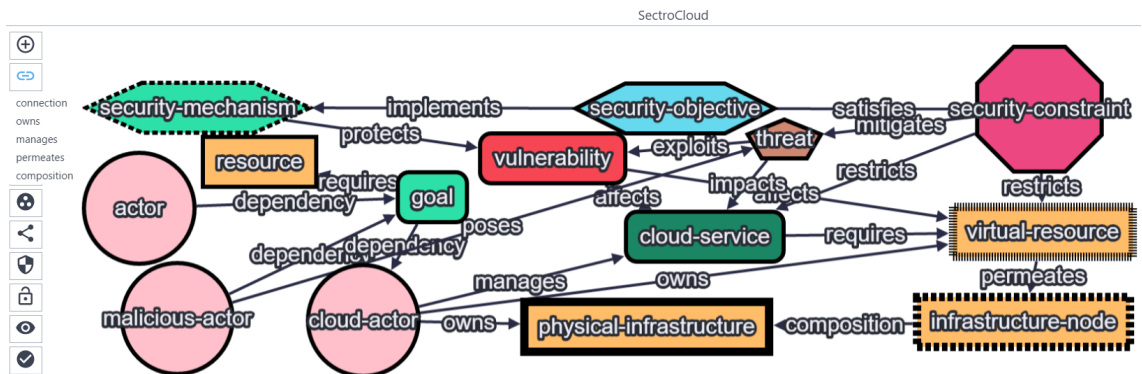 SectroCloud
connection
owns
manages
permeates
composition
security-mechanism
implements
security-objective
satisfies
security-constraint
protects
mitigates
threat
exploits
vulnerability
resource
requires
goal
dependency
actor
impacts
restricts
restricts
affects
affects
poses
cloud-service
requires
virtual-resource
dependency
dependency
manages
owns
permeates
malicious-actor
cloud-actor
owns
physical-infrastructure
composition
infrastructure-node